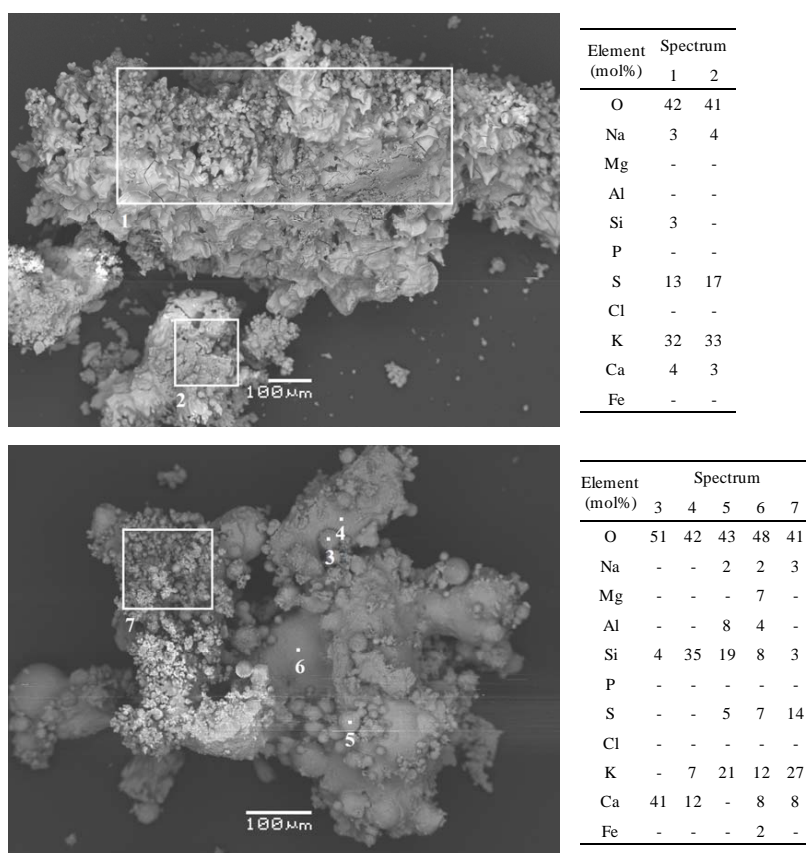 1
2
100μm
Element Spectrum
(mol%) 1 2
O 42 41
Na 3 4
Mg - -
Al - -
Si 3 -
P - -
S 13 17
Cl - -
K 32 33
Ca 4 3
Fe - -
4
3
7
6
5
100μm
Element Spectrum
(mol%) 3 4 5 6 7
O 51 42 43 48 41
Na - - 2 2 3
Mg - - - 7 -
Al - - 8 4 -
Si 4 35 19 8 3
P - - - - -
S - - 5 7 14
Cl - - - - -
K - 7 21 12 27
Ca 41 12 - 8 8
Fe - - - 2 -